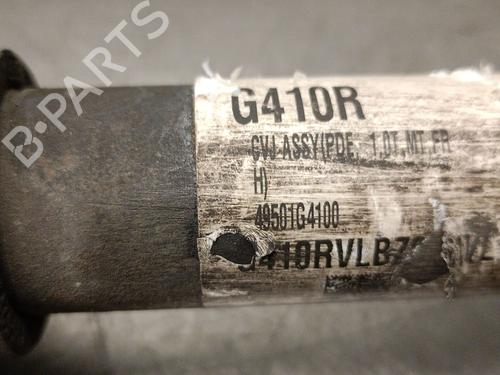 B-PARTS
G410R
CVJ ASSY(PDE, 1.0T, MT, FR
H)
49501G4100